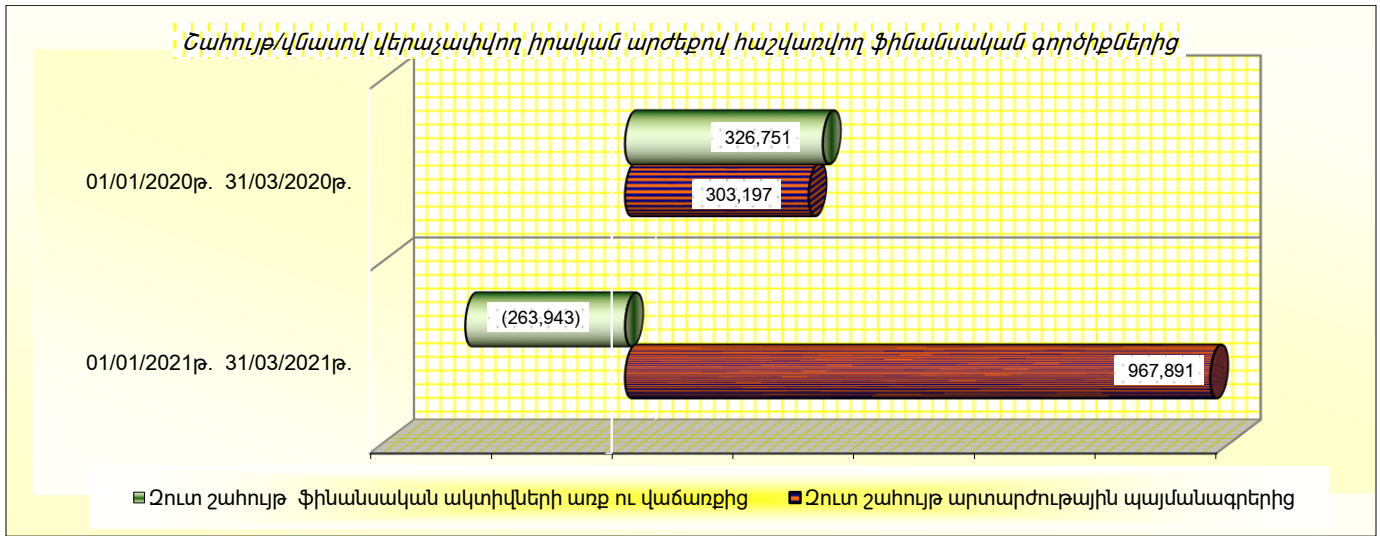 Շահույթ/վնասով վերաչափվող իրական արժեքով հաշվառվող ֆինանսական գործիքներից
326,751
01/01/2020թ. 31/03/2020թ.
303,197
(263,943)
01/01/2021թ. 31/03/2021թ.
967,891
Զուտ շահույթ ֆինանսական ակտիվների առք ու վաճառքից
Զուտ շահույթ արտարժութային պայմանագրերից